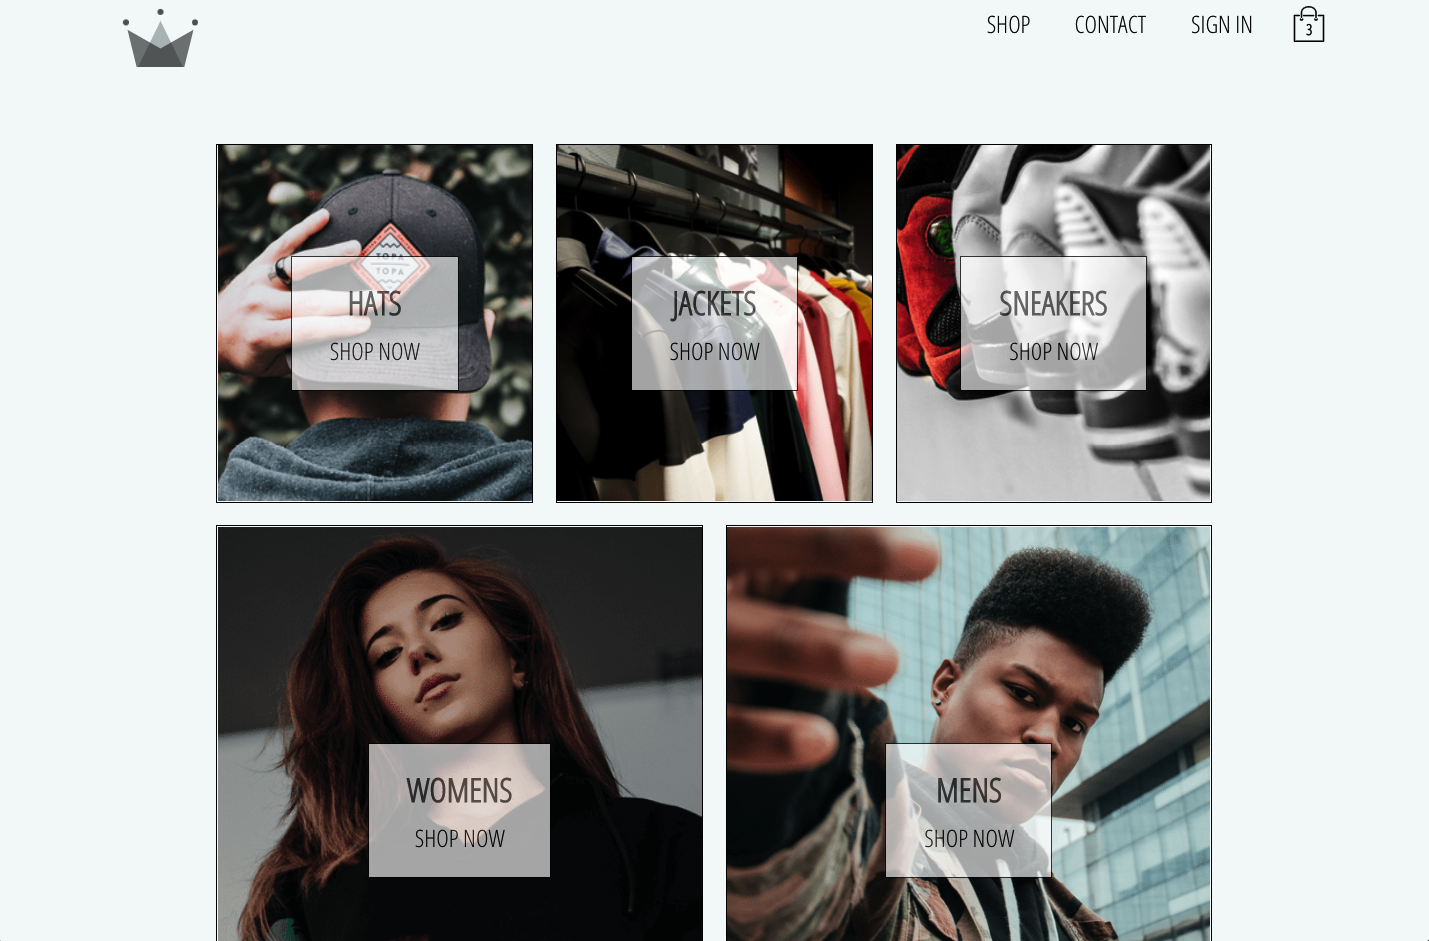 SHOP
CONTACT
SIGN IN
3
TOPA
TOPA
HATS
SHOP NOW
JACKETS
SHOP NOW
SNEAKERS
SHOP NOW
WOMENS
SHOP NOW
MENS
SHOP NOW